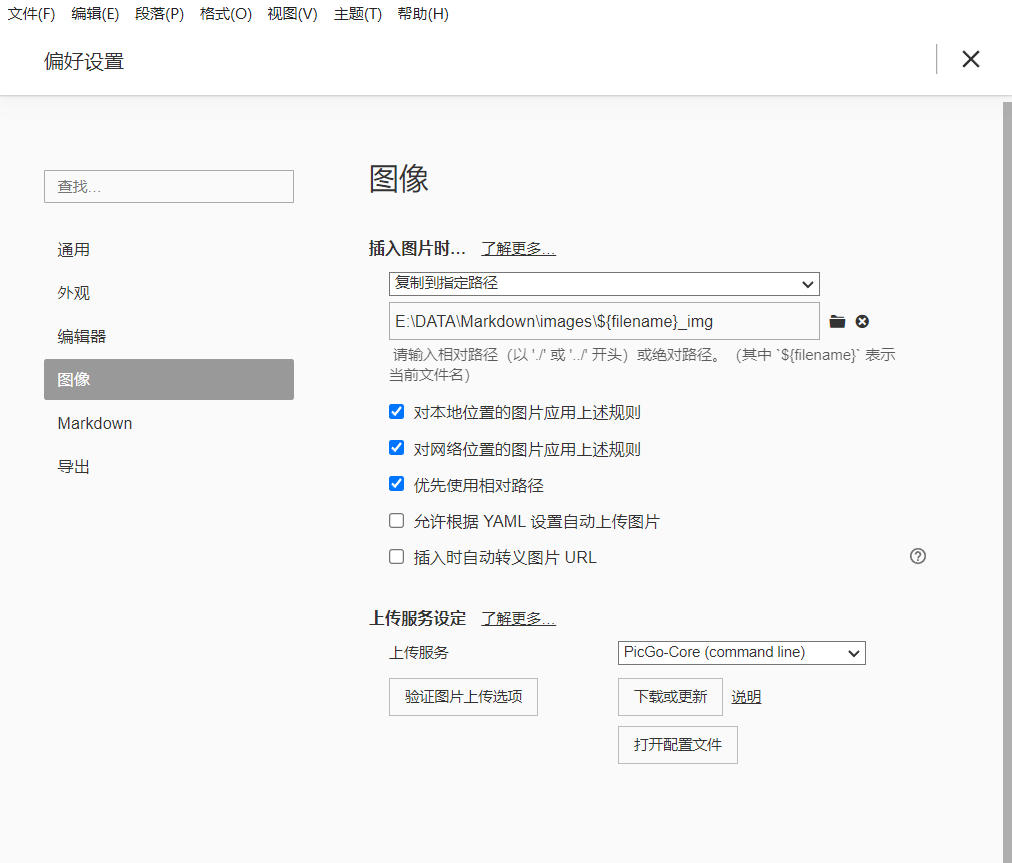 文件(F) 编辑(E) 段落(P) 格式(O) 视图(V) 主题(T) 帮助(H)
偏好设置
查找...
通用
外观
编辑器
图像
Markdown
导出
图像
插入图片时... 了解更多...
复制到指定路径
E:\DATA\Markdown\images\${filename}_img
请输入相对路径（以 './' 或 '../' 开头）或绝对路径。（其中 `${filename}` 表示
当前文件名）
对本地位置的图片应用上述规则
对网络位置的图片应用上述规则
优先使用相对路径
允许根据 YAML 设置自动上传图片
插入时自动转义图片 URL
上传服务设定 了解更多...
上传服务 PicGo-Core (command line)
验证图片上传选项 下载或更新 说明
打开配置文件